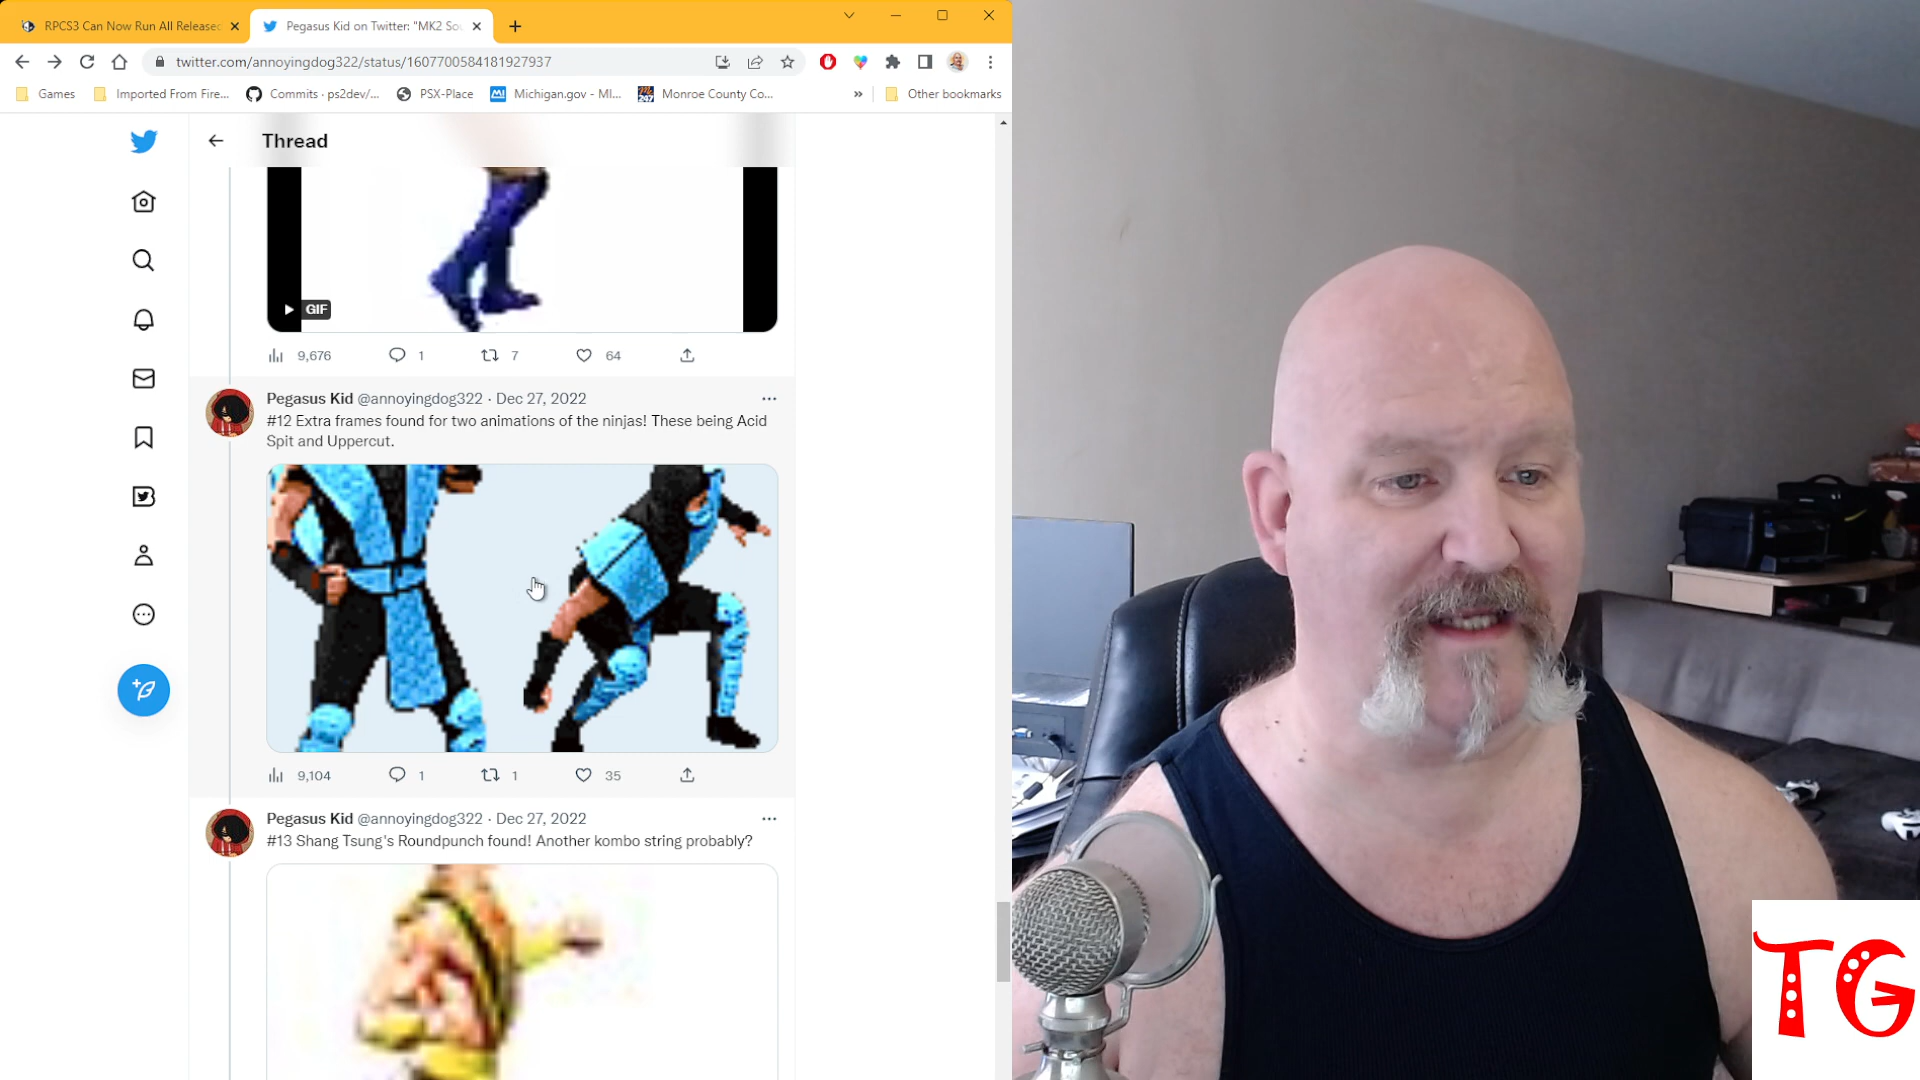 RPCS3 Can Now Run All Released
Pegasus Kid on Twitter: "MK2 Sou
twitter.com/annoyingdog322/status/1607700584181927937
Games
Imported From Fire...
Commits · ps2dev/...
PSX-Place
Michigan.gov - MI...
Monroe County Co...
Other bookmarks
Thread
GIF
9,676
1
7
64
Pegasus Kid @annoyingdog322 · Dec 27, 2022
#12 Extra frames found for two animations of the ninjas! These being Acid
Spit and Uppercut.
9,104
1
1
35
Pegasus Kid @annoyingdog322 · Dec 27, 2022
#13 Shang Tsung's Roundpunch found! Another kombo string probably?
TG